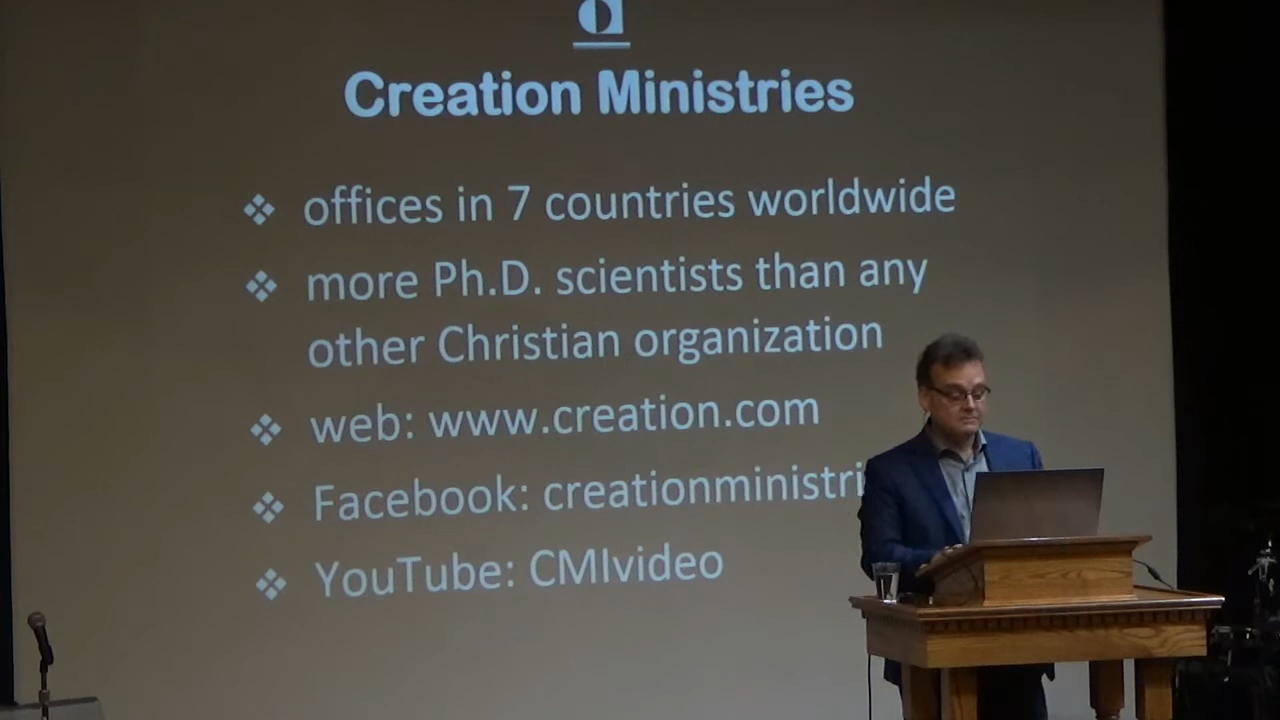 a
Creation Ministries
offices in 7 countries worldwide
more Ph.D. scientists than any
other Christian organization
web: www.creation.com
Facebook: creationministri
YouTube: CMIvideo